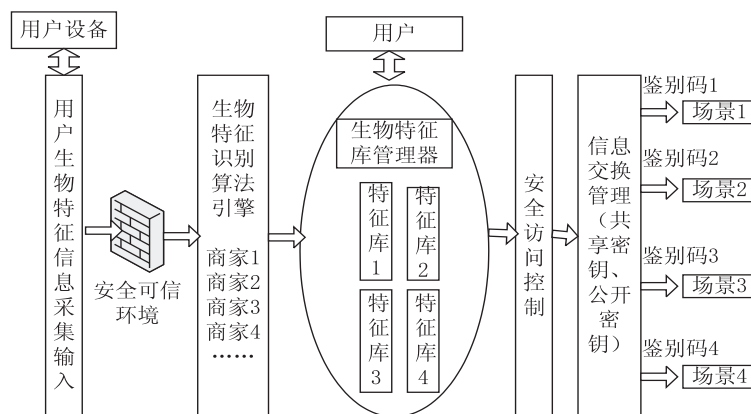 用户设备
用户
用户生物特征信息采集输入
安全可信
环境
生物
特征
识别
算法
引擎
商家1
商家2
商家3
商家4
……
生物特征
库管理器
特征库1
特征库2
特征库3
特征库4
安全访问控制
信息
交换
管理
（共
享密
钥、
公开
密
钥）
鉴别码1
场景1
鉴别码2
场景2
鉴别码3
场景3
鉴别码4
场景4